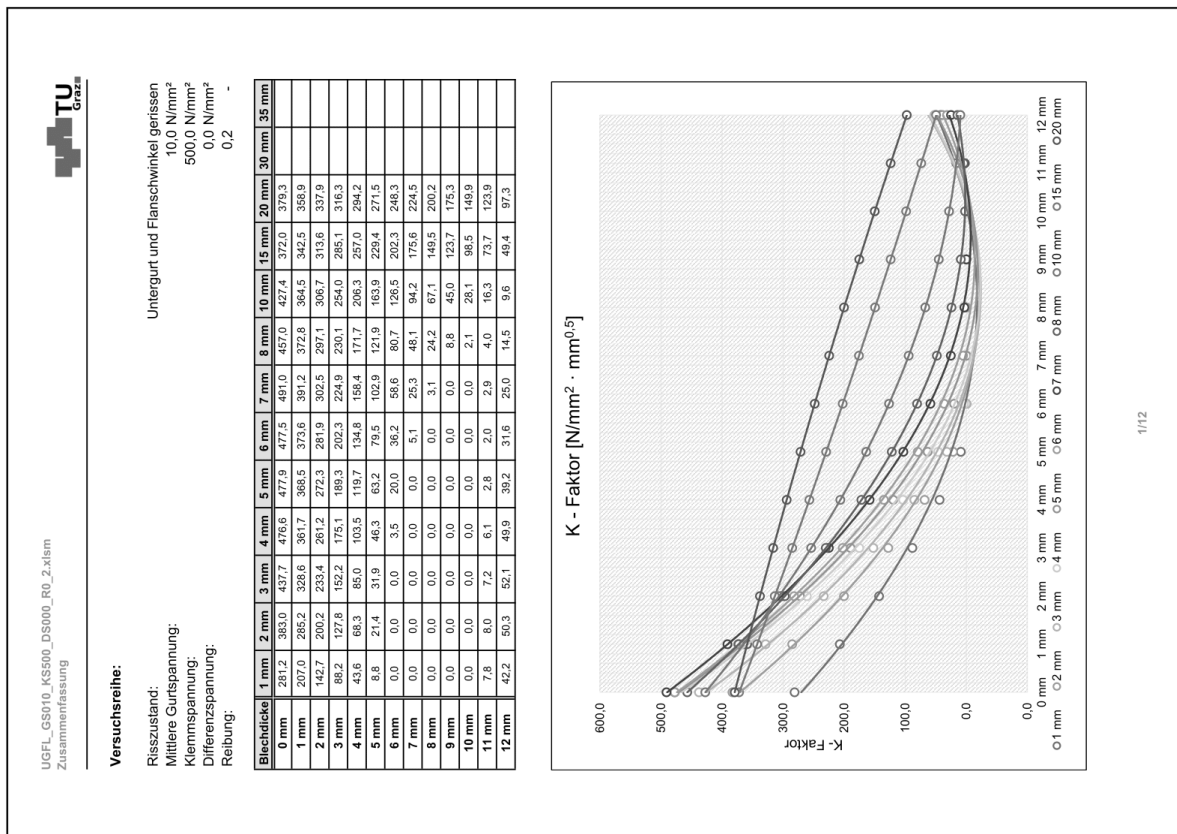 UGFL_GS010_KS500_DS000_R0_2.xlsm
Zusammenfassung
TU
Graz
Versuchsreihe:
Risszustand: Untergurt und Flanschwinkel gerissen
Mittlere Gurtspannung: 10,0 N/mm²
Klemmspannung: 500,0 N/mm²
Differenzspannung: 0,0 N/mm²
Reibung: 0,2 -
Blechdicke 1 mm 2 mm 3 mm 4 mm 5 mm 6 mm 7 mm 8 mm 10 mm 15 mm 20 mm 30 mm 35 mm
0 mm 281,2 383,0 437,7 476,6 477,9 477,5 491,0 457,0 427,4 372,0 379,3
1 mm 207,0 285,2 328,6 361,7 368,5 373,6 391,2 372,8 364,5 342,5 358,9
2 mm 142,7 200,2 233,4 261,2 272,3 281,9 302,5 297,1 306,7 313,6 337,9
3 mm 88,2 127,8 152,2 175,1 189,3 202,3 224,9 230,1 254,0 285,1 316,3
4 mm 43,6 68,3 85,0 103,5 119,7 134,8 158,4 171,7 206,3 257,0 294,2
5 mm 8,8 21,4 31,9 46,3 63,2 79,5 102,9 121,9 163,9 229,4 271,5
6 mm 0,0 0,0 0,0 3,5 20,0 36,2 58,6 80,7 126,5 202,3 248,3
7 mm 0,0 0,0 0,0 0,0 0,0 5,1 25,3 48,1 94,2 175,6 224,5
8 mm 0,0 0,0 0,0 0,0 0,0 0,0 3,1 24,2 67,1 149,5 200,2
9 mm 0,0 0,0 0,0 0,0 0,0 0,0 0,0 8,8 45,0 123,7 175,3
10 mm 0,0 0,0 0,0 0,0 0,0 0,0 0,0 2,1 28,1 98,5 149,9
11 mm 7,8 8,0 7,2 6,1 2,8 2,0 2,9 4,0 16,3 73,7 123,9
12 mm 42,2 50,3 52,1 49,9 39,2 31,6 25,0 14,5 9,6 49,4 97,3
K - Faktor [N/mm² · mm⁰,⁵]
K - Faktor
600,0
500,0
400,0
300,0
200,0
100,0
0,0
0,0
0 mm 1 mm 2 mm 3 mm 4 mm 5 mm 6 mm 7 mm 8 mm 9 mm 10 mm 11 mm 12 mm
1 mm 2 mm 3 mm 4 mm 5 mm 6 mm 7 mm 8 mm 10 mm 15 mm 20 mm
1/12